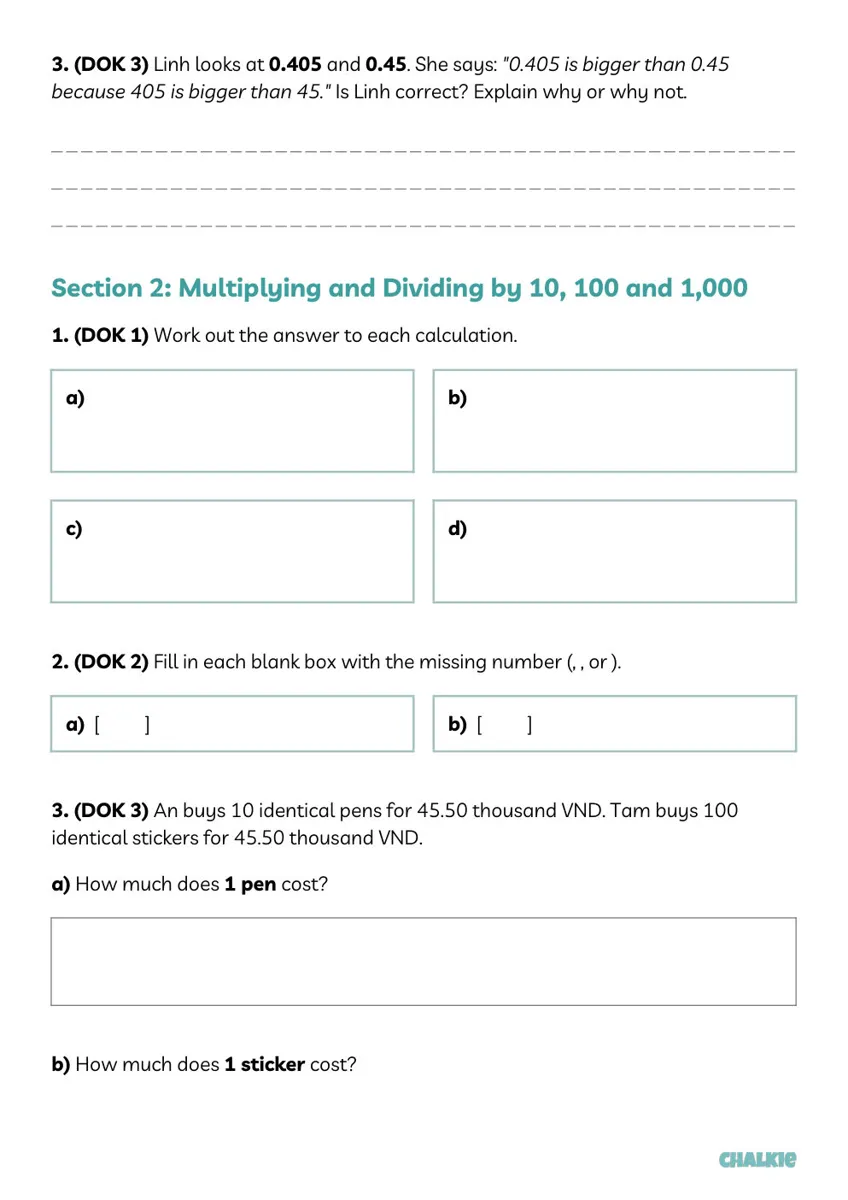 3. (DOK 3) Linh looks at 0.405 and 0.45. She says: "0.405 is bigger than 0.45
because 405 is bigger than 45." Is Linh correct? Explain why or why not.
Section 2: Multiplying and Dividing by 10, 100 and 1,000
1. (DOK 1) Work out the answer to each calculation.
a)
b)
c)
d)
2. (DOK 2) Fill in each blank box with the missing number (, , or ).
a) [ ]
b) [ ]
3. (DOK 3) An buys 10 identical pens for 45.50 thousand VND. Tam buys 100
identical stickers for 45.50 thousand VND.
a) How much does 1 pen cost?
b) How much does 1 sticker cost?
CHALKIE